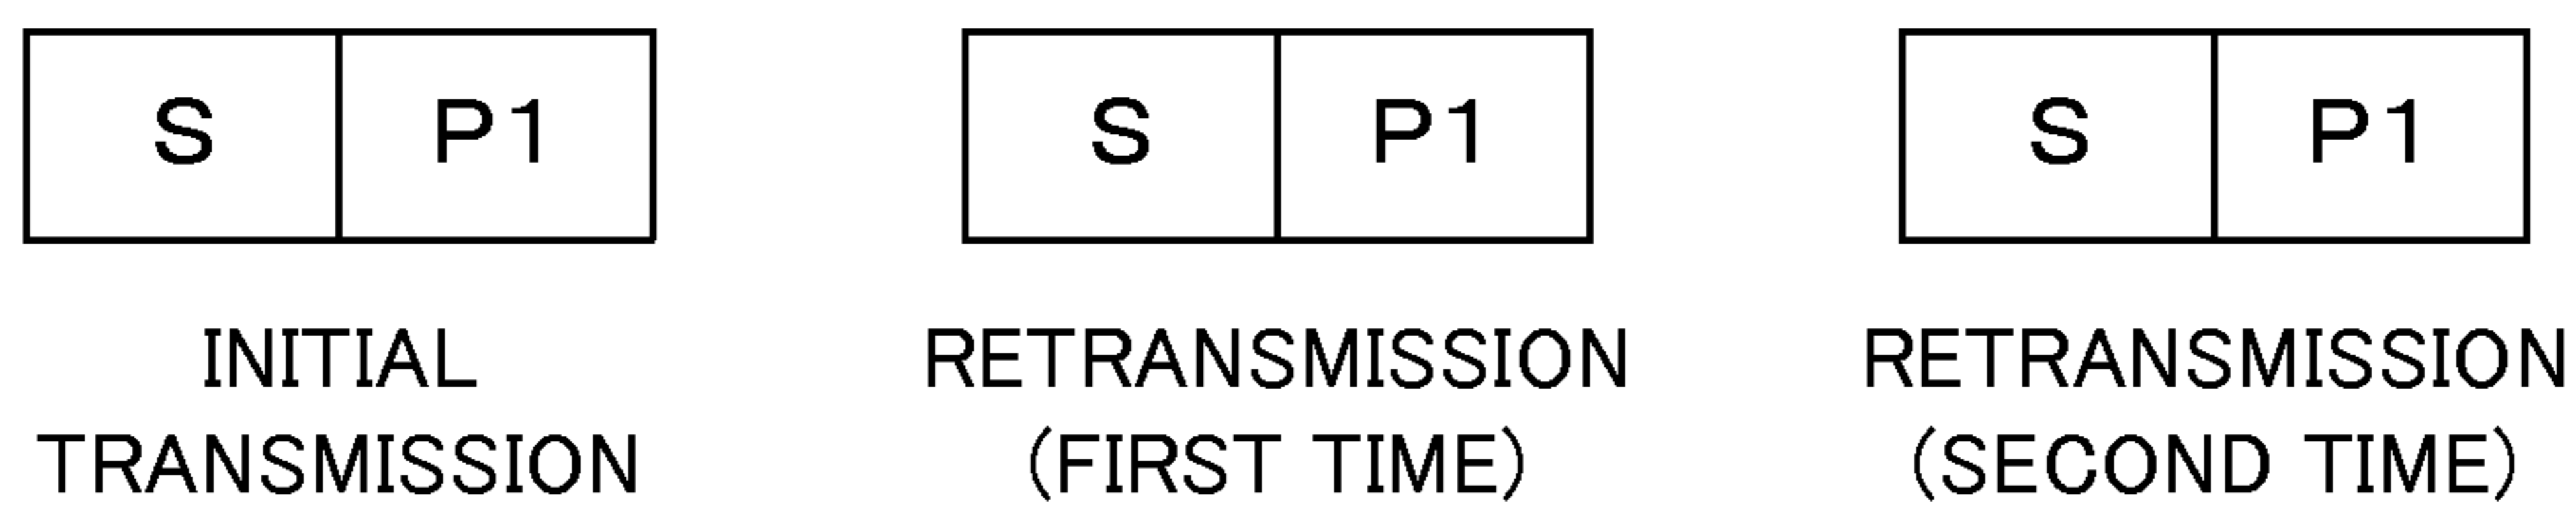 S P1
INITIAL
TRANSMISSION
S P1
RETRANSMISSION
(FIRST TIME)
S P1
RETRANSMISSION
(SECOND TIME)